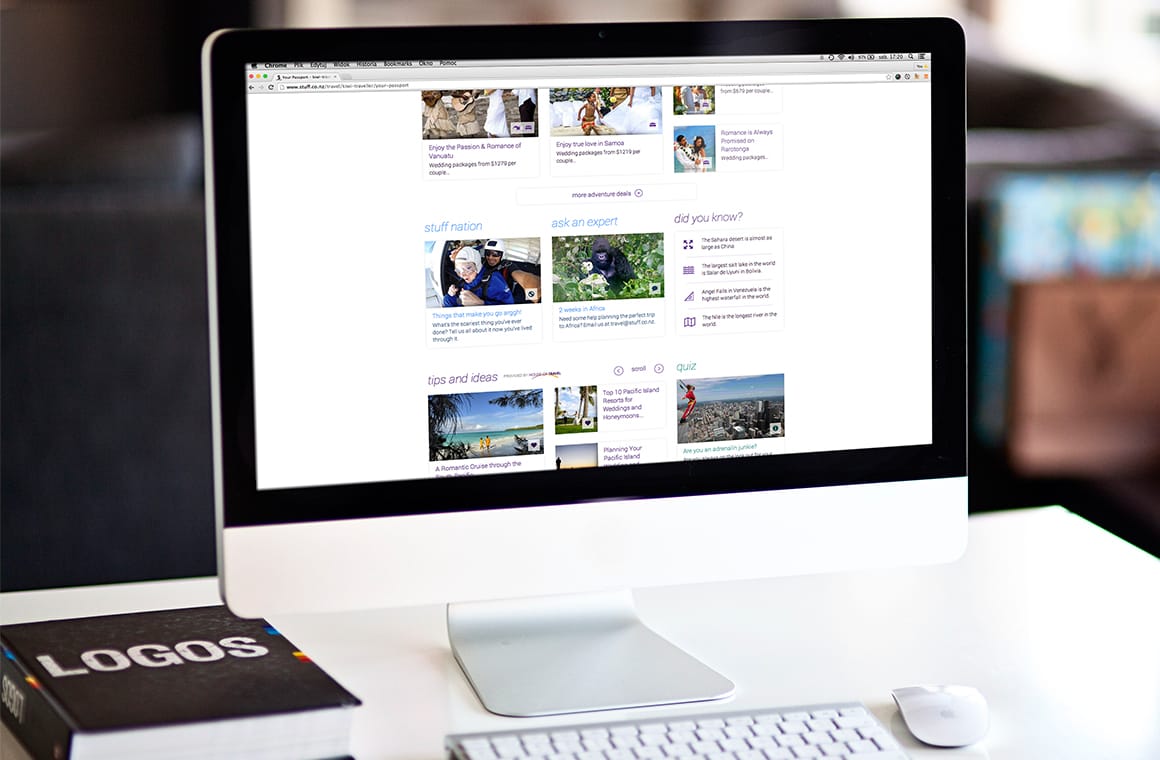 Chrome Plik Edytuj Widok Historia Bookmarks Okno Pomoc
97% sob. 17:20
Your Passport - kiwi-trave
www.stuff.co.nz/travel/kiwi-traveller/your-passport
Enjoy the Passion & Romance of
Vanuatu
Wedding packages from $1279 per
couple...
Enjoy true love in Samoa
Wedding packages from $1219 per
couple...
from $679 per couple...
Romance is Always
Promised on
Rarotonga
Wedding packages...
more adventure deals
stuff nation
Things that make you go arggh!
What's the scariest thing you've ever
done? Tell us all about it now you've lived
through it.
ask an expert
2 weeks in Africa
Need some help planning the perfect trip
to Africa? Email us at travel@stuff.co.nz.
did you know?
The Sahara desert is almost as
large as China
The largest salt lake in the world
is Salar de Uyuni in Bolivia.
Angel Falls in Venezuela is the
highest waterfall in the world.
The Nile is the longest river in the
world.
tips and ideas
PROVIDED BY
scroll
A Romantic Cruise through the
South Pacific
Top 10 Pacific Island
Resorts for
Weddings and
Honeymoons...
Planning Your
Pacific Island
Wedding and
quiz
Are you an adrenalin junkie?
LOGOS